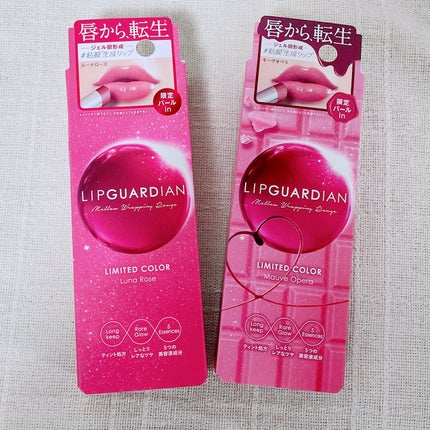 唇から、転生
ジェル膜形成
#粘膜生成リップ
ルーナローズ
限定
パール
in
LIPGUARDIAN
Mellow Wrapping Rouge
LIMITED COLOR
Luna Rose
Long
keep
Rare
Glow
5
Essences
ティント処方
しっとり
レアなツヤ
5つの
美容液成分
唇から、転生
ジェル膜形成
#粘膜生成リップ
モーヴオペラ
限定
パール
in
LIPGUARDIAN
Mellow Wrapping Rouge
LIMITED COLOR
Mauve Opera
Long
keep
Rare
Glow
5
Essences
ティント処方
しっとり
レアなツヤ
5つの
美容液成分